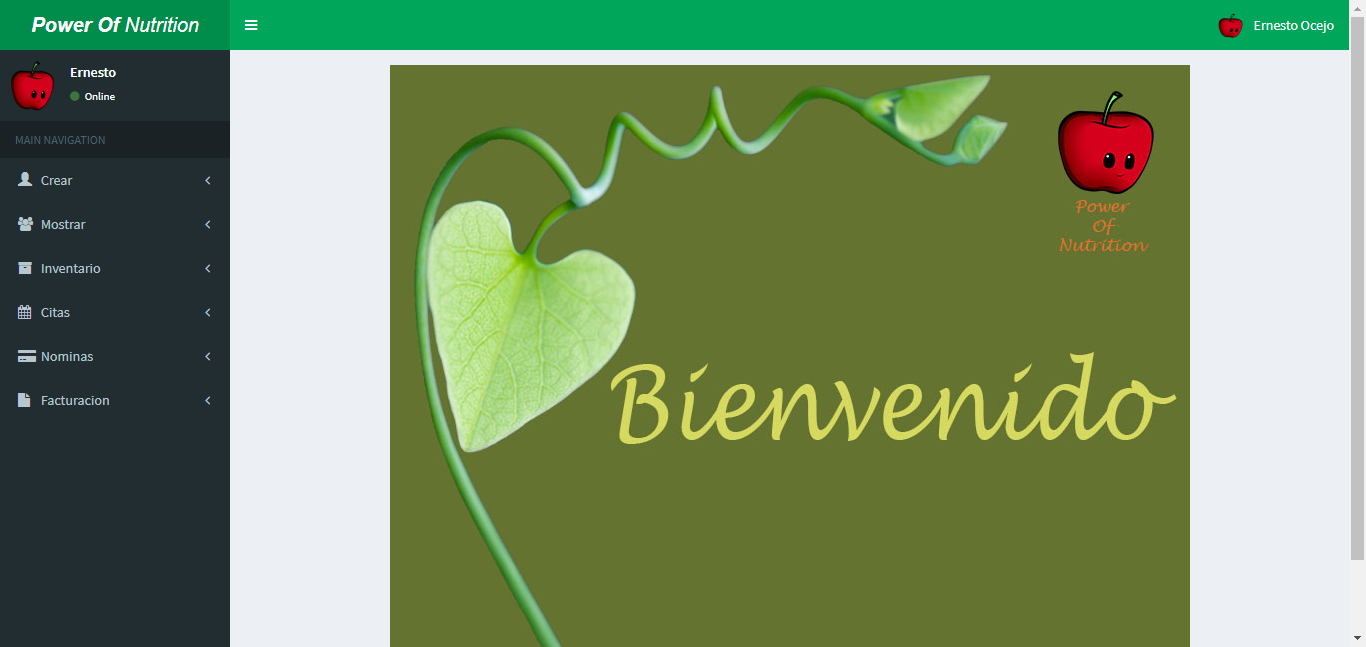 Power Of Nutrition
Ernesto Ocejo
Ernesto
Online
MAIN NAVIGATION
Crear
Mostrar
Inventario
Citas
Nominas
Facturacion
Power
Of
Nutrition
Bienvenido